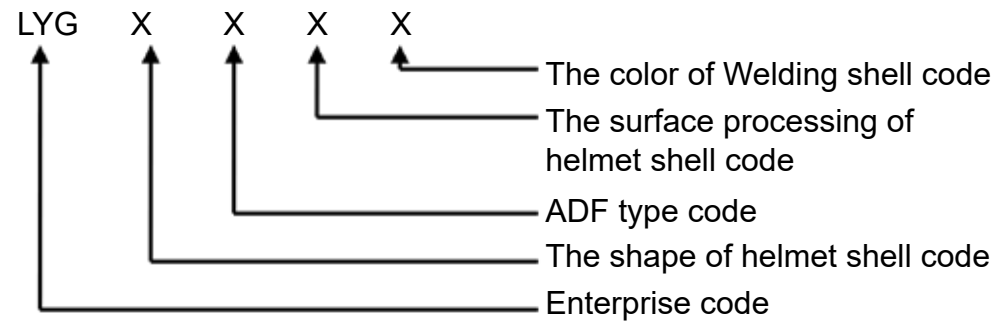 LYG X X X X
The color of Welding shell code
The surface processing of
helmet shell code
ADF type code
The shape of helmet shell code
Enterprise code